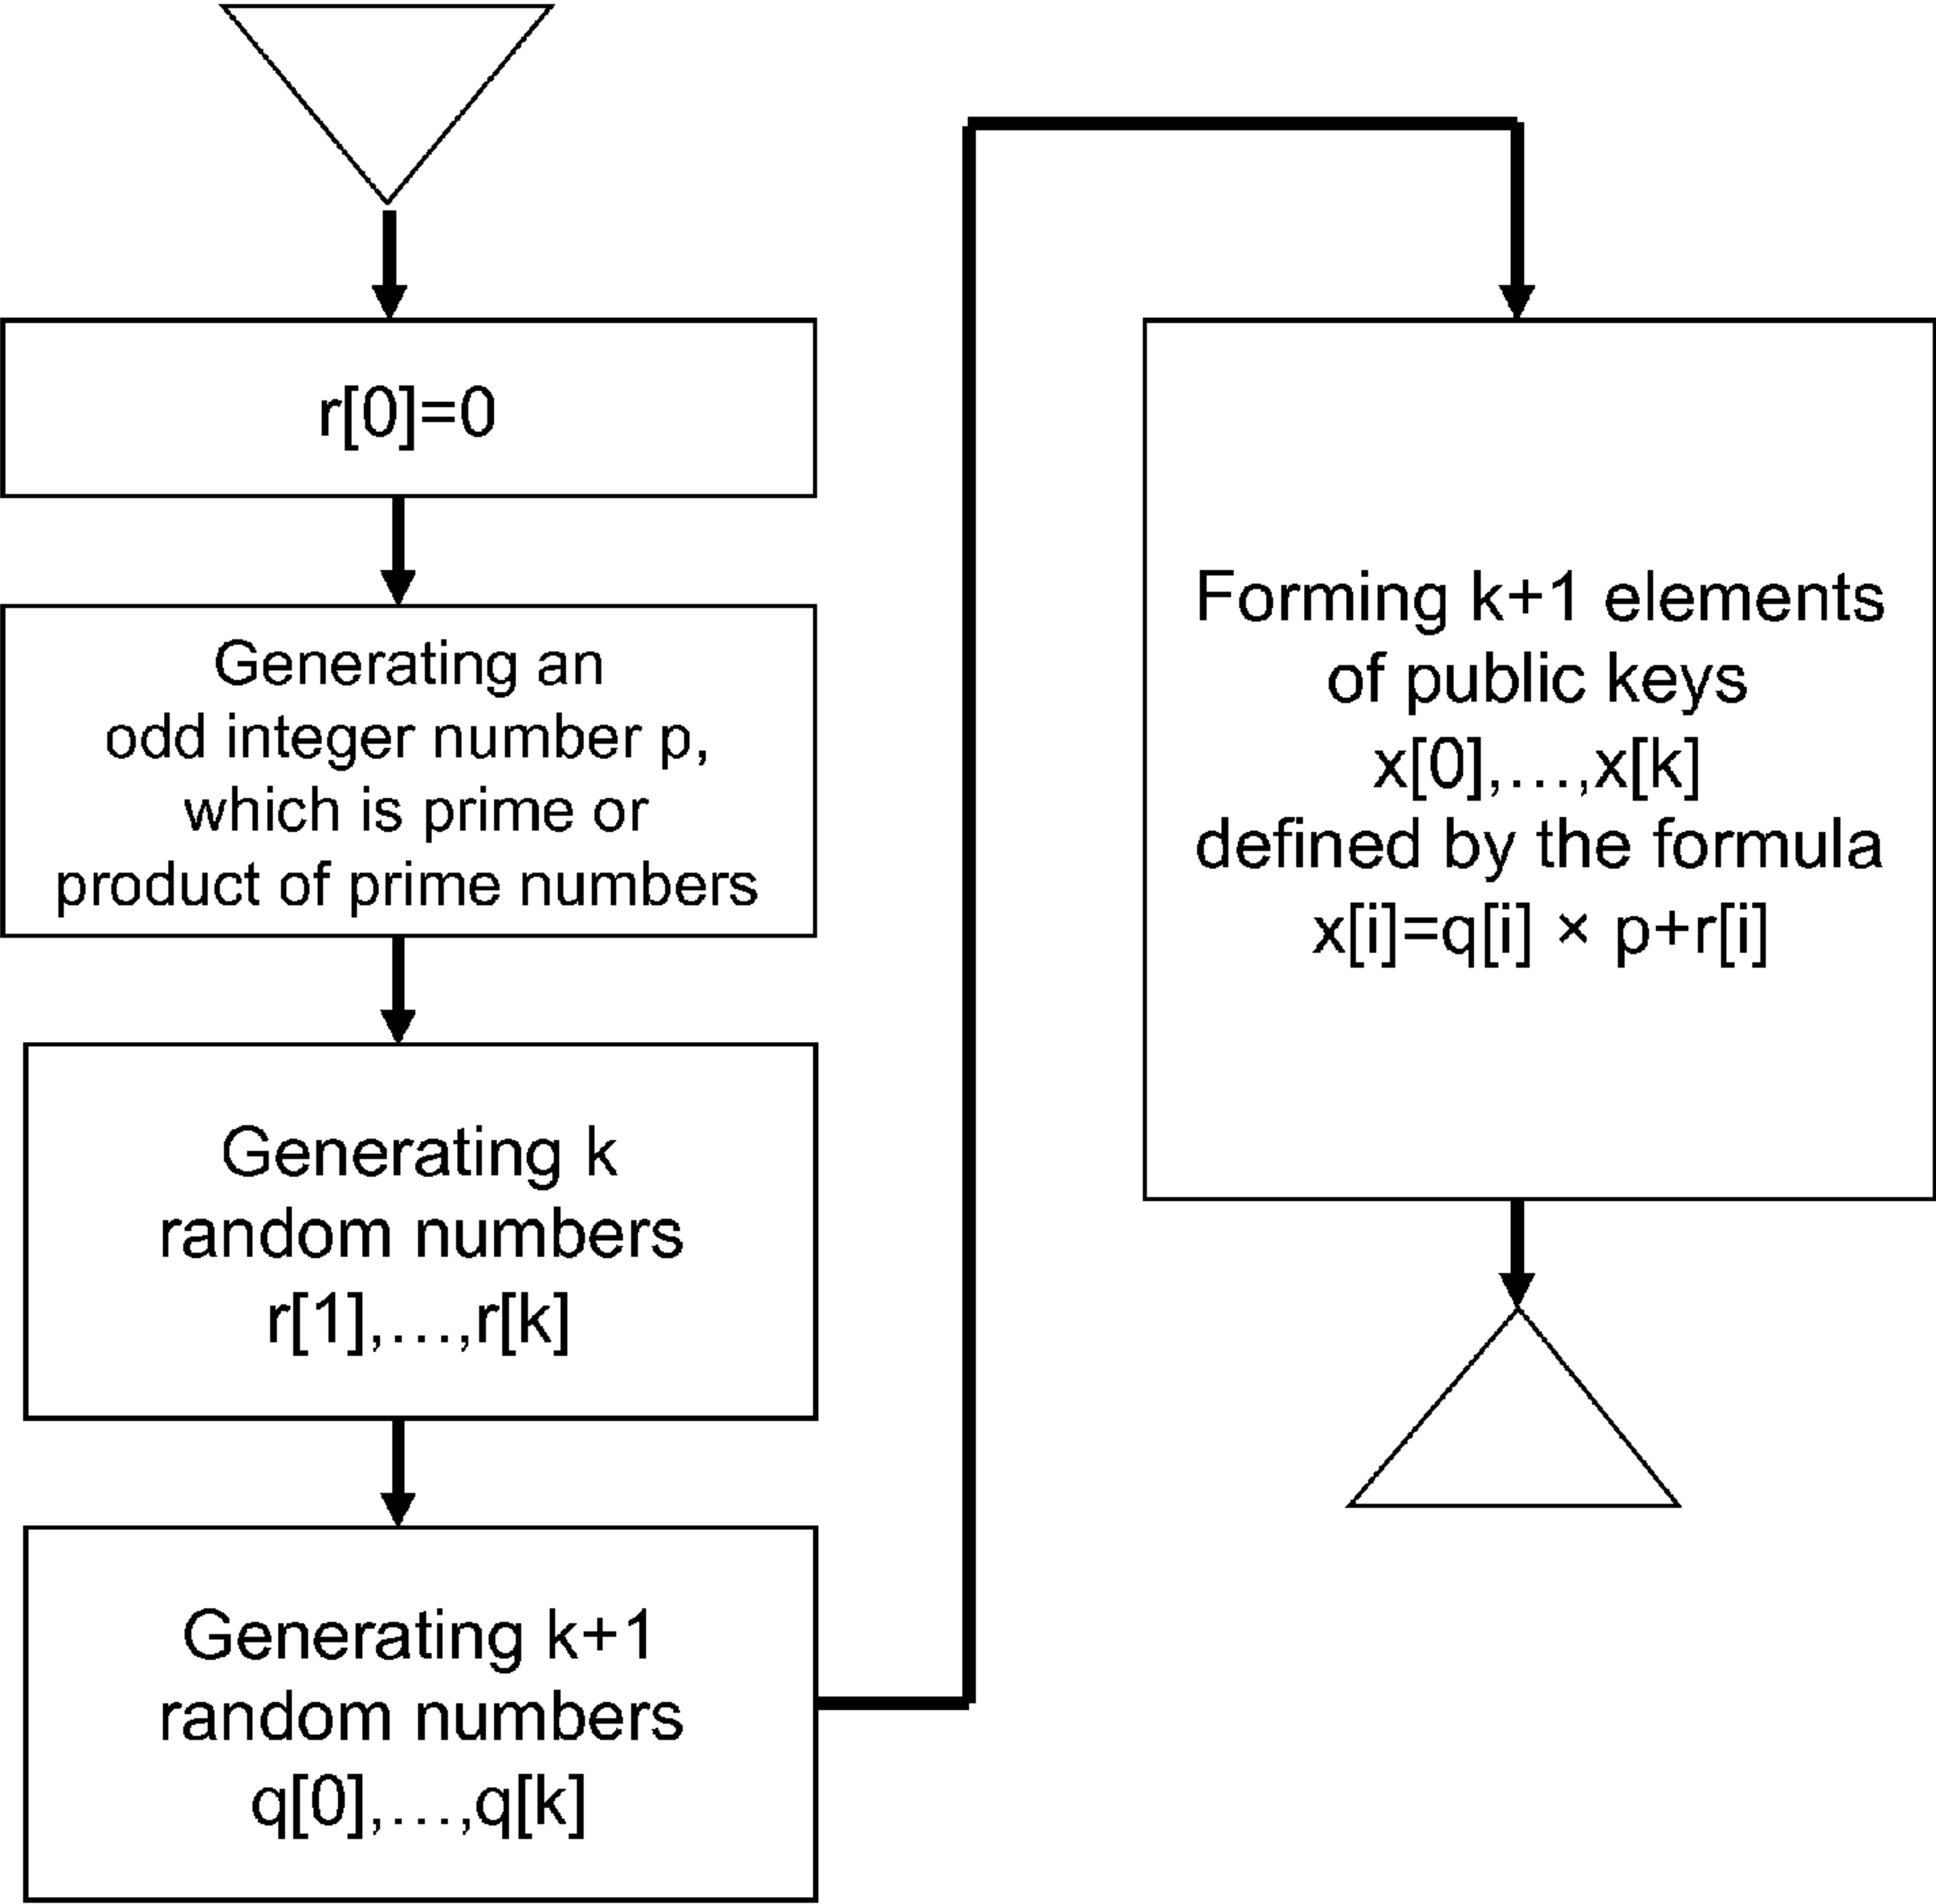 r[0]=0
Generating an
odd integer number p,
which is prime or
product of prime numbers
Generating k
random numbers
r[1],...,r[k]
Generating k+1
random numbers
q[0],...,q[k]
Forming k+1 elements
of public keys
x[0],...,x[k]
defined by the formula
x[i]=q[i] × p+r[i]